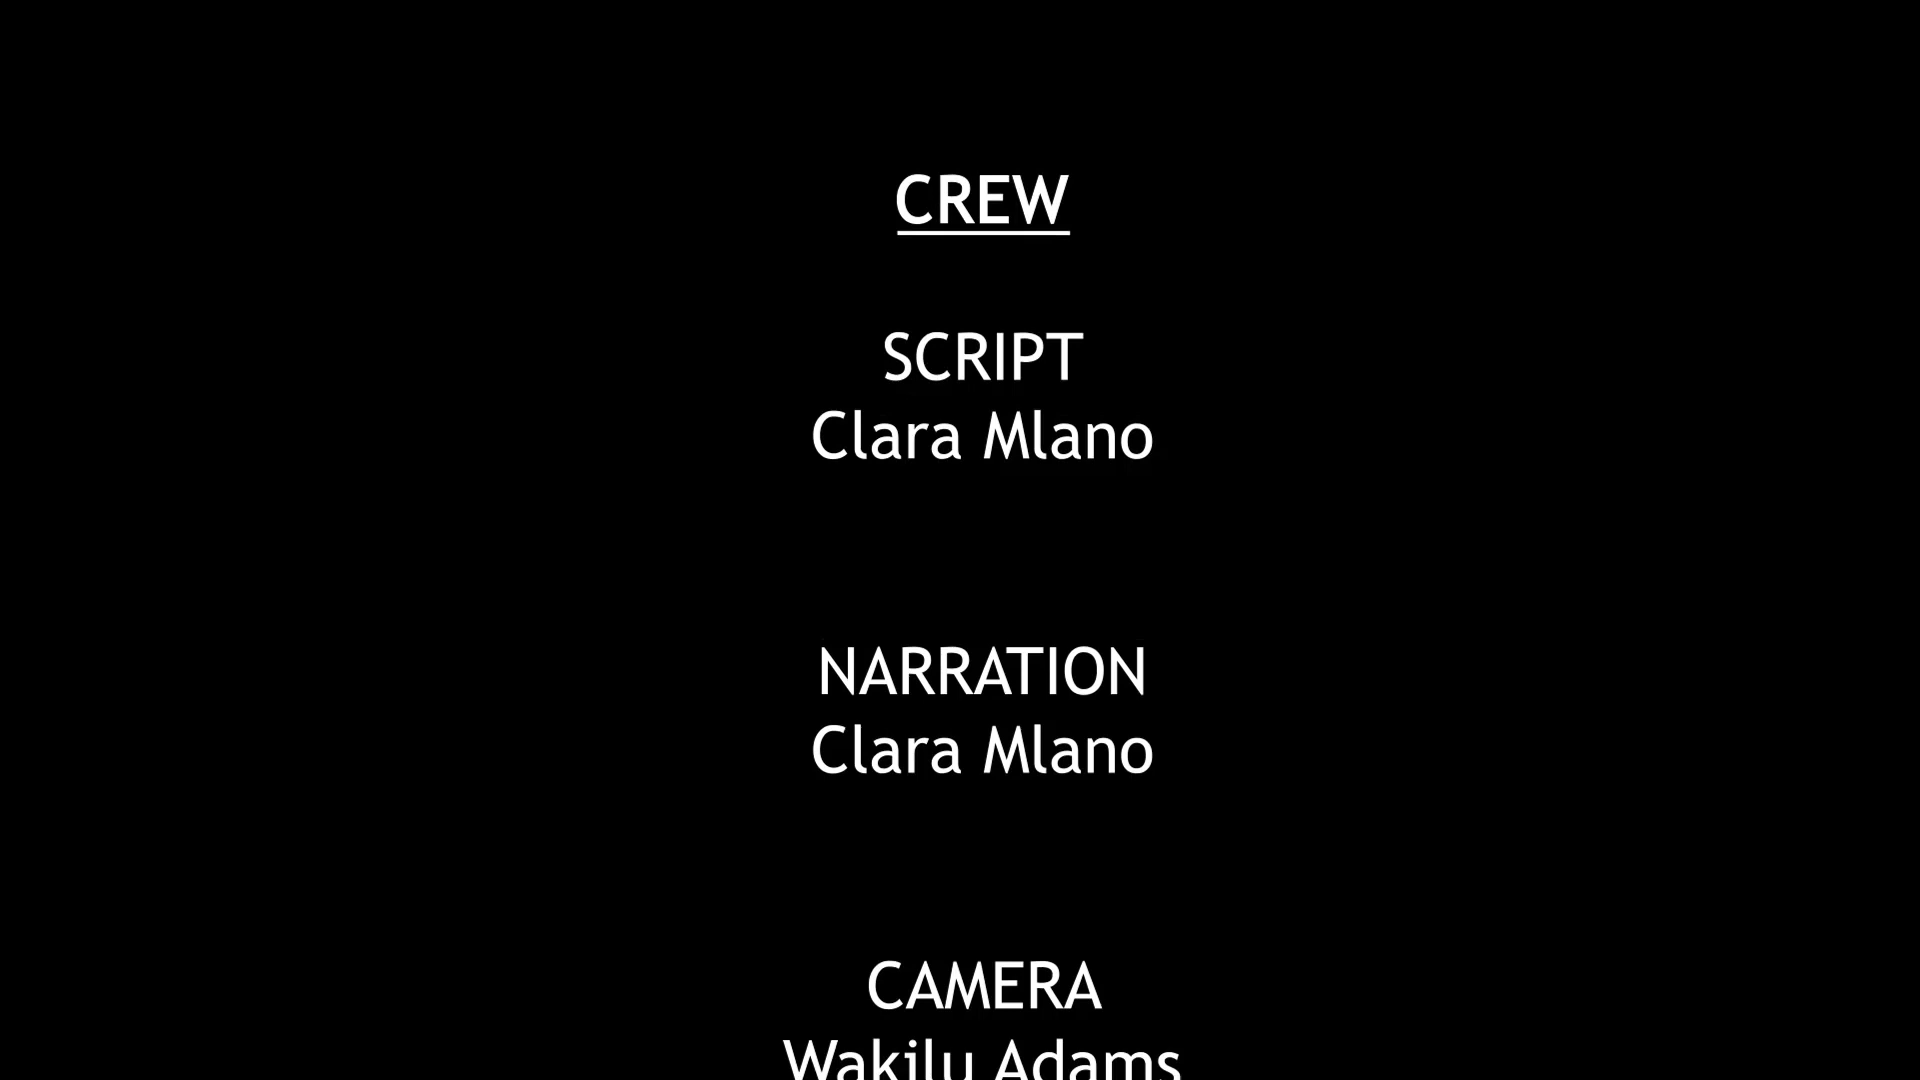 CREW
SCRIPT
Clara Mlano
NARRATION
Clara Mlano
CAMERA
Wakilu Adams